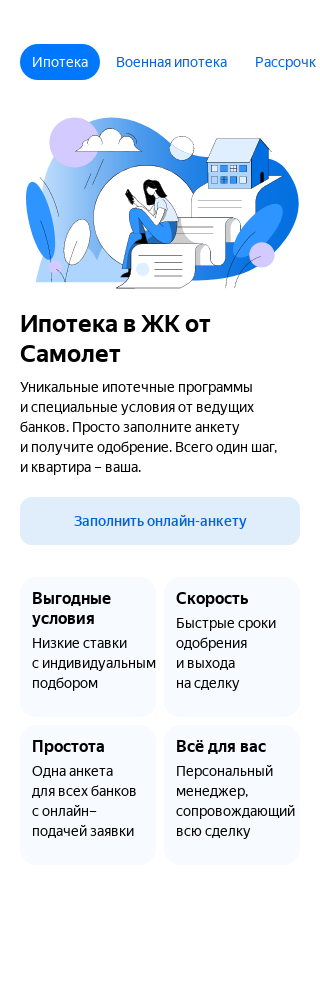 Ипотека
Военная ипотека
Рассрочк
Ипотека в ЖК от
Самолет
Уникальные ипотечные программы
и специальные условия от ведущих
банков. Просто заполните анкету
и получите одобрение. Всего один шаг,
и квартира – ваша.
Заполнить онлайн-анкету
Выгодные
условия
Низкие ставки
с индивидуальным
подбором
Скорость
Быстрые сроки
одобрения
и выхода
на сделку
Простота
Одна анкета
для всех банков
с онлайн–
подачей заявки
Всё для вас
Персональный
менеджер,
сопровождающий
всю сделку